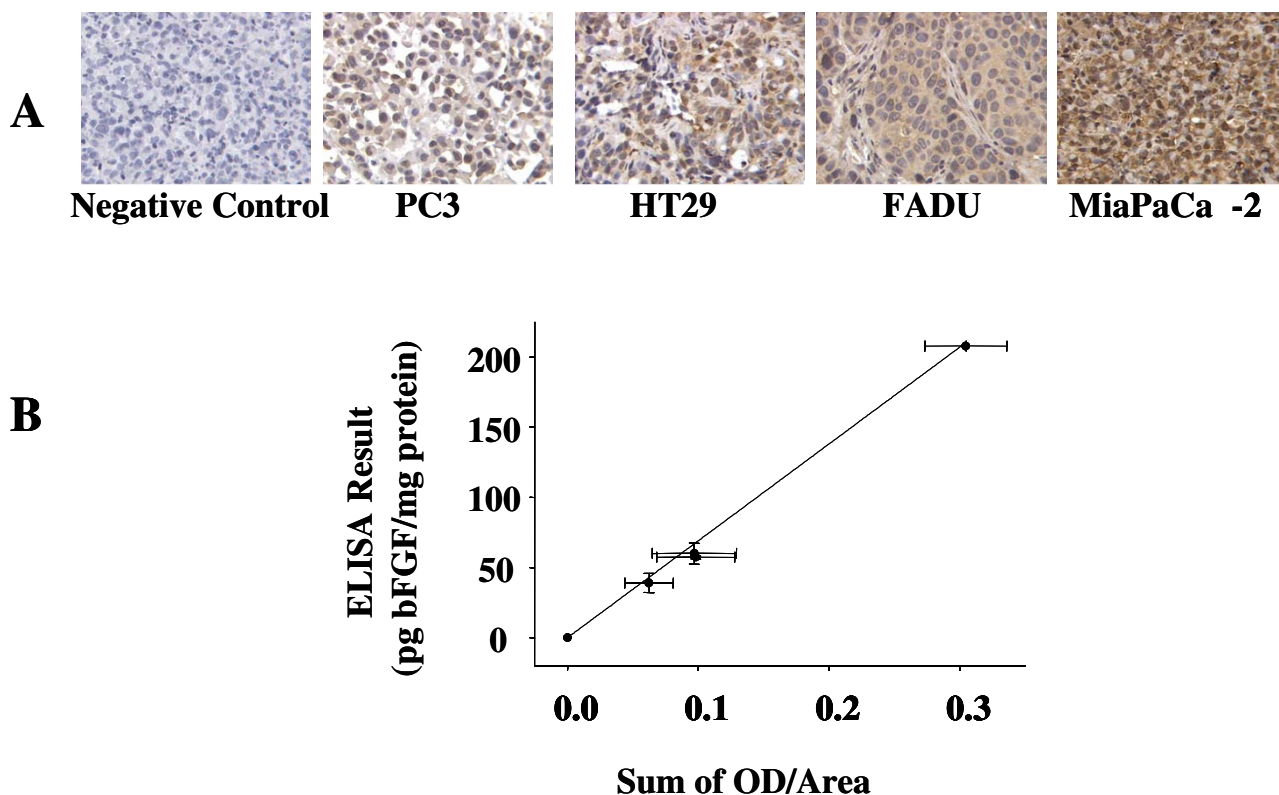 A
Negative Control PC3 HT29 FADU MiaPaCa -2
B
ELISA Result
(pg bFGF/mg protein)
200
150
100
50
0
0.0 0.1 0.2 0.3
Sum of OD/Area